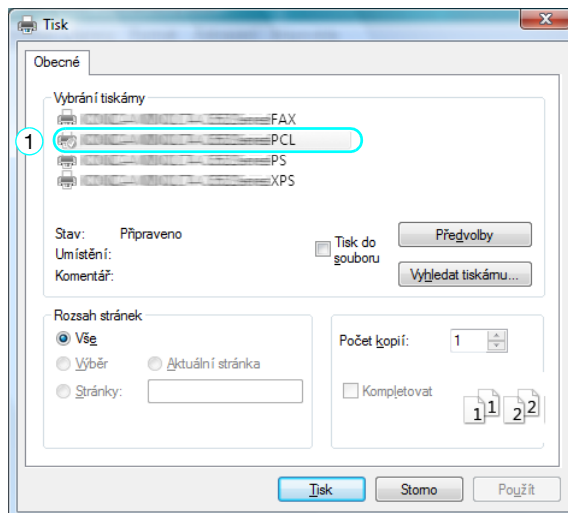 Tisk
Obecné
Vybrání tiskárny
FAX
1 PCL
PS
XPS
Stav: Připraveno
Umístění:
Komentář:
Tisk do souboru
Předvolby
Vyhledat tiskárnu...
Rozsah stránek
Vše
Výběr Aktuální stránka
Stránky:
Počet kopií: 1
Kompletovat
1 1 2 2
Tisk Storno Použít